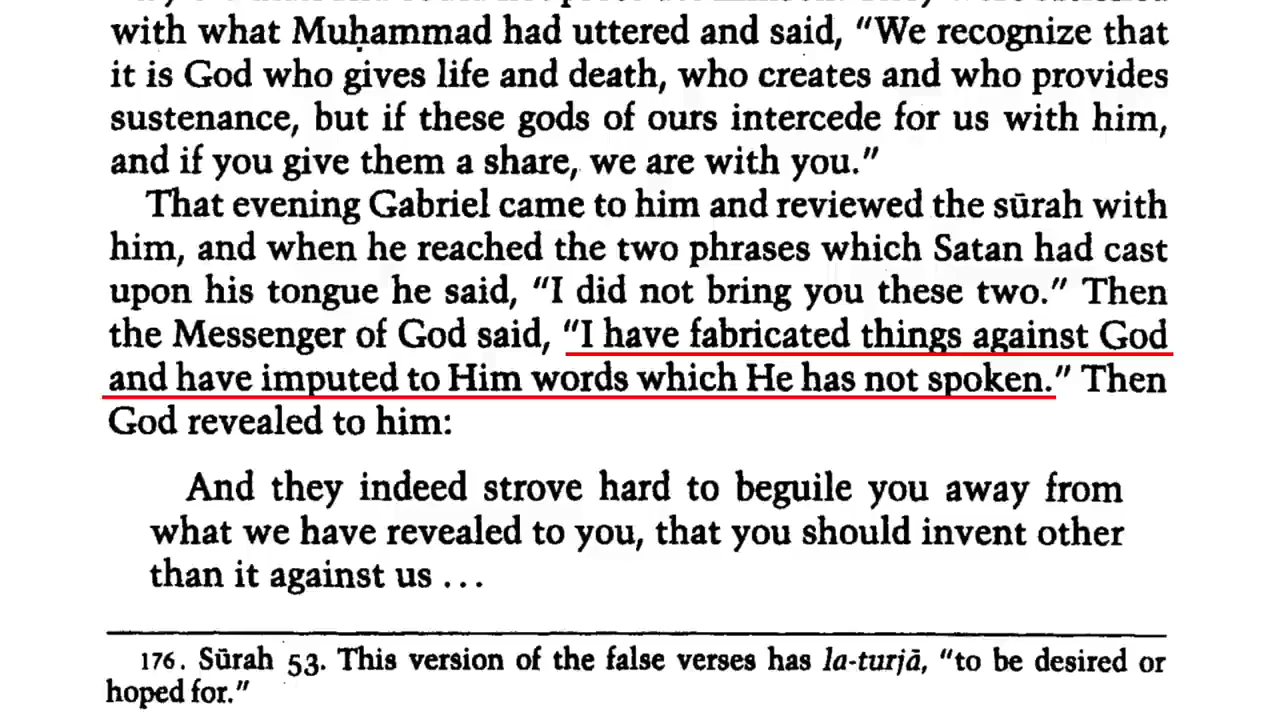 with what Muḥammad had uttered and said, "We recognize that
it is God who gives life and death, who creates and who provides
sustenance, but if these gods of ours intercede for us with him,
and if you give them a share, we are with you."
That evening Gabriel came to him and reviewed the sūrah with
him, and when he reached the two phrases which Satan had cast
upon his tongue he said, "I did not bring you these two." Then
the Messenger of God said, "I have fabricated things against God
and have imputed to Him words which He has not spoken." Then
God revealed to him:
And they indeed strove hard to beguile you away from
what we have revealed to you, that you should invent other
than it against us ...
176. Sūrah 53. This version of the false verses has la-turjā, "to be desired or
hoped for."